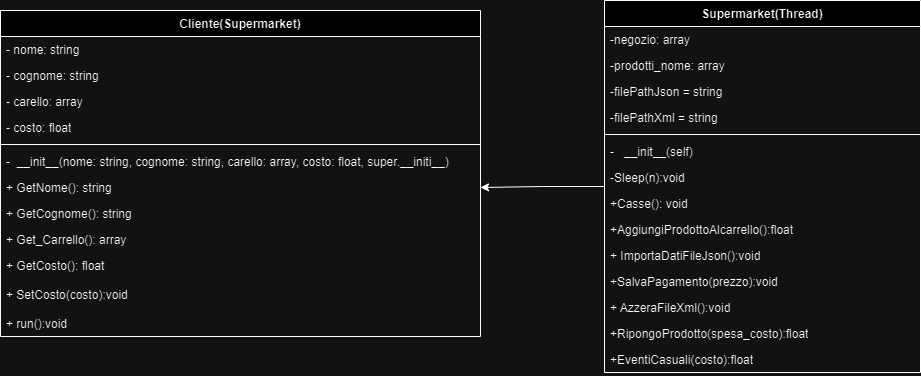 Cliente(Supermarket)
- nome: string
- cognome: string
- carello: array
- costo: float
- __init__(nome: string, cognome: string, carello: array, costo: float, super.__initi__)
+ GetNome(): string
+ GetCognome(): string
+ Get_Carrello(): array
+ GetCosto(): float
+ SetCosto(costo):void
+ run():void
Supermarket(Thread)
-negozio: array
-prodotti_nome: array
-filePathJson = string
-filePathXml = string
- __init__(self)
-Sleep(n):void
+Casse(): void
+AggiungiProdottoAlcarrello():float
+ ImportaDatiFileJson():void
+SalvaPagamento(prezzo):void
+ AzzeraFileXml():void
+RipongoProdotto(spesa_costo):float
+EventiCasuali(costo):float